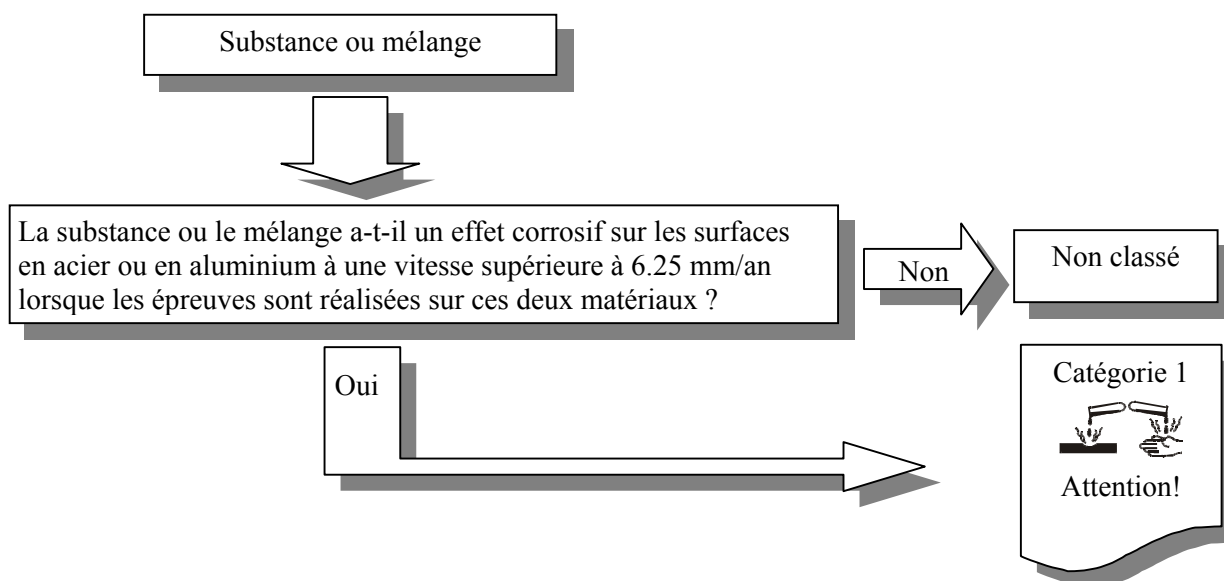 Substance ou mélange
La substance ou le mélange a-t-il un effet corrosif sur les surfaces
en acier ou en aluminium à une vitesse supérieure à 6.25 mm/an
lorsque les épreuves sont réalisées sur ces deux matériaux ?
Non
Non classé
Oui
Catégorie 1
Attention!